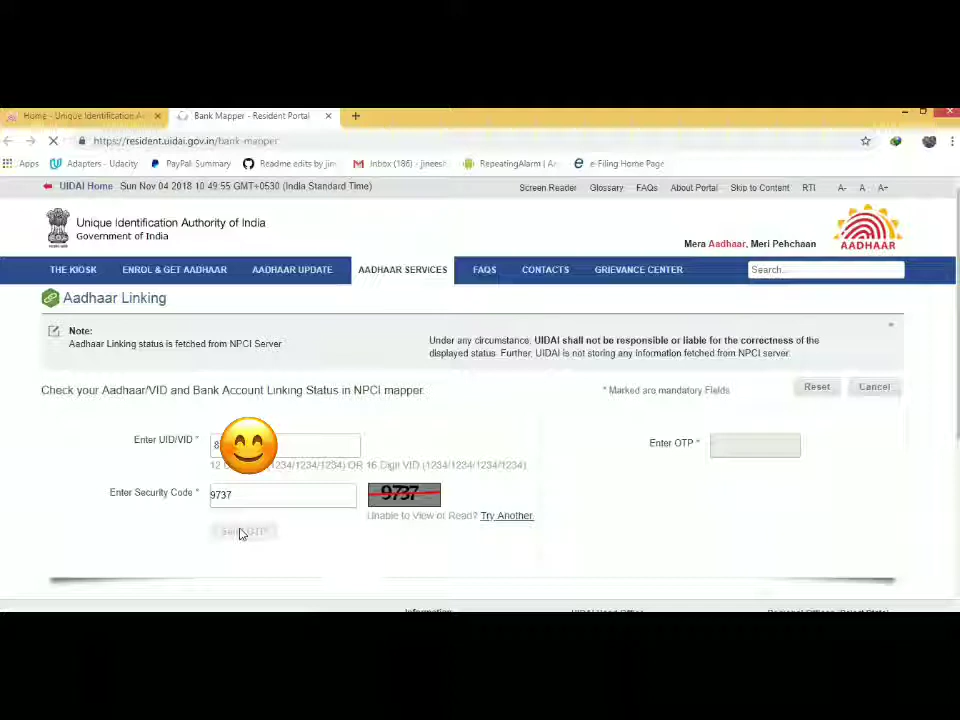 Home - Unique Identification A
Bank Mapper - Resident Portal
https://resident.uidai.gov.in/bank-mapper
Apps
Adapters - Udacity
PayPal: Summary
Readme edits by jim
Inbox (186) - jinees
RepeatingAlarm | A
e-Filing Home Page
UIDAI Home Sun Nov 04 2018 10:49:55 GMT+0530 (India Standard Time)
Screen Reader Glossary FAQs About Portal Skip to Content RTI A- A A+
Unique Identification Authority of India
Government of India
Mera Aadhaar, Meri Pehchaan
AADHAAR
THE KIOSK ENROL & GET AADHAAR AADHAAR UPDATE AADHAAR SERVICES FAQS CONTACTS GRIEVANCE CENTER Search...
Aadhaar Linking
Note:
Aadhaar Linking status is fetched from NPCI Server
Under any circumstance, UIDAI shall not be responsible or liable for the correctness of the
displayed status. Further, UIDAI is not storing any information fetched from NPCI server.
Check your Aadhaar/VID and Bank Account Linking Status in NPCI mapper.
* Marked are mandatory Fields
Reset Cancel
Enter UID/VID *
8
Enter OTP *
12 (1234/1234/1234) OR 16 Digit VID (1234/1234/1234/1234)
Enter Security Code *
9737
9737
Unable to View or Read? Try Another.
Send OTP
Information